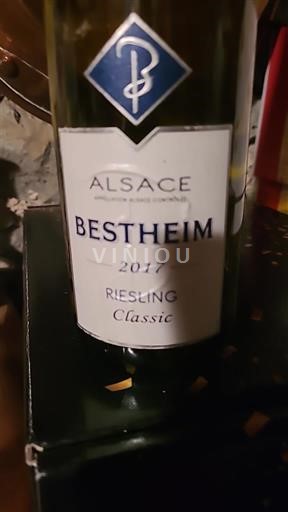 B
ALSACE
APPELLATION ALSACE CONTRÔLÉE
BESTHEIM
2017
VINIOU
RIESLING
Classic